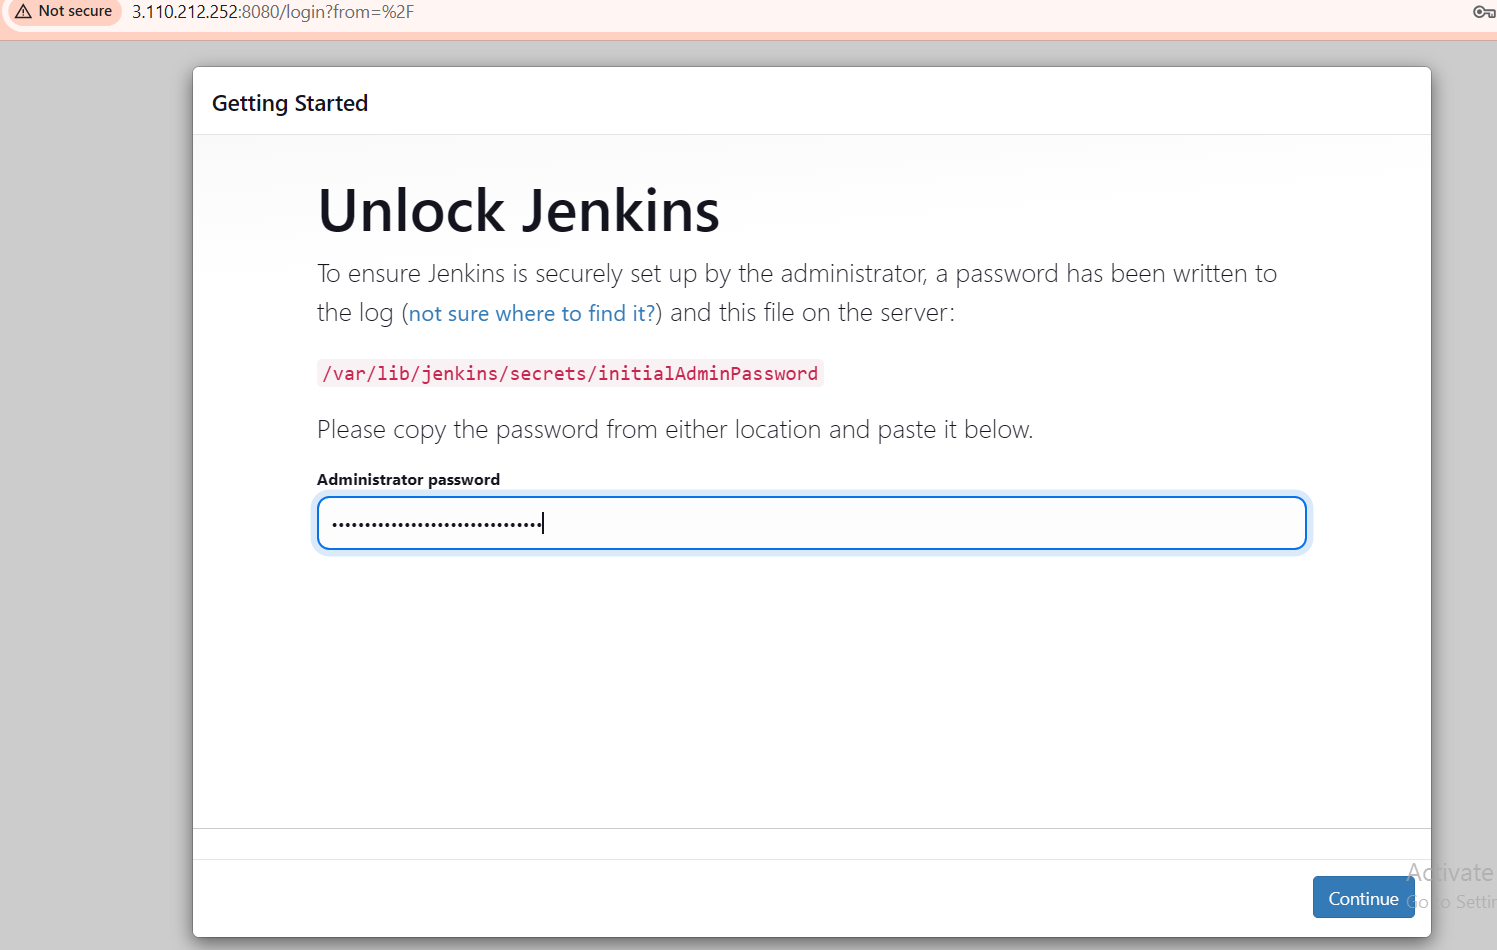 Not secure 3.110.212.252:8080/login?from=%2F
Getting Started
Unlock Jenkins
To ensure Jenkins is securely set up by the administrator, a password has been written to
the log (not sure where to find it?) and this file on the server:
/var/lib/jenkins/secrets/initialAdminPassword
Please copy the password from either location and paste it below.
Administrator password
••••••••••••••••••••••••••••••••
Activate
Continue
Go to Settin